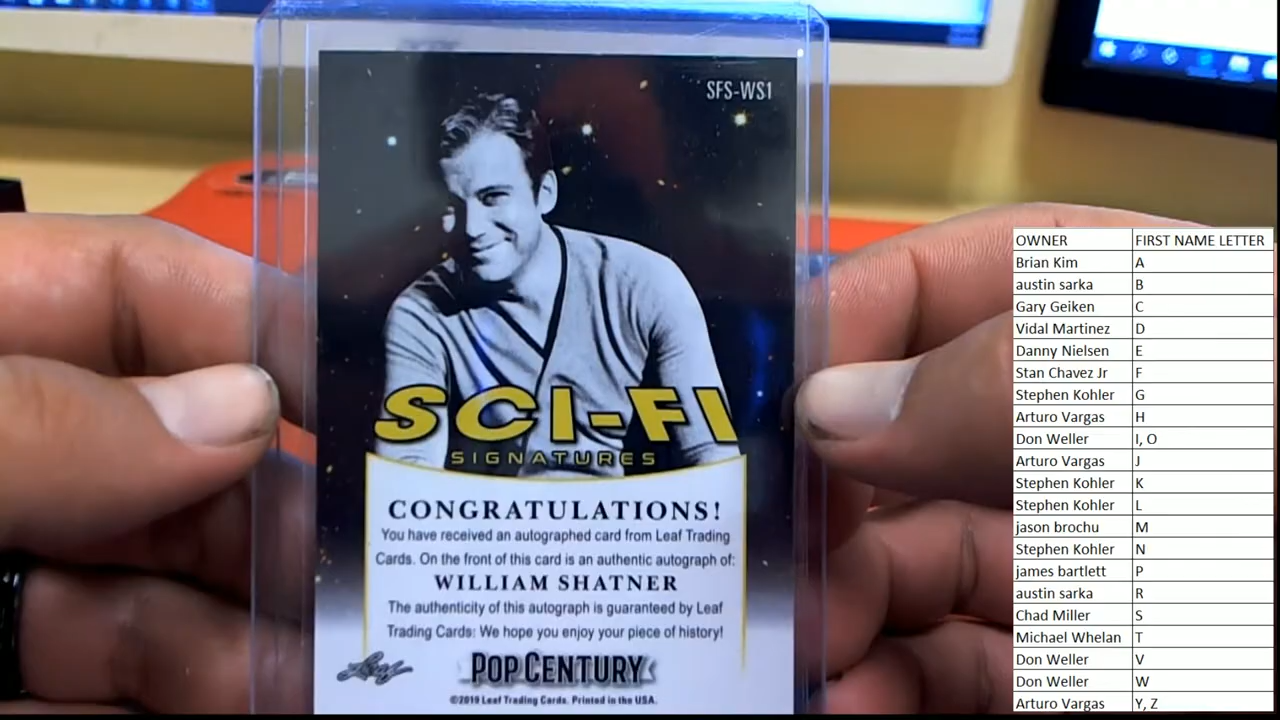 SFS-WS1
SCI-FI
SIGNATURES
CONGRATULATIONS!
You have received an autographed card from Leaf Trading
Cards. On the front of this card is an authentic autograph of:
WILLIAM SHATNER
The authenticity of this autograph is guaranteed by Leaf
Trading Cards: We hope you enjoy your piece of history!
Leaf POP CENTURY
©2019 Leaf Trading Cards. Printed in the USA.
OWNER FIRST NAME LETTER
Brian Kim A
austin sarka B
Gary Geiken C
Vidal Martinez D
Danny Nielsen E
Stan Chavez Jr F
Stephen Kohler G
Arturo Vargas H
Don Weller I, O
Arturo Vargas J
Stephen Kohler K
Stephen Kohler L
jason brochu M
Stephen Kohler N
james bartlett P
austin sarka R
Chad Miller S
Michael Whelan T
Don Weller V
Don Weller W
Arturo Vargas Y, Z